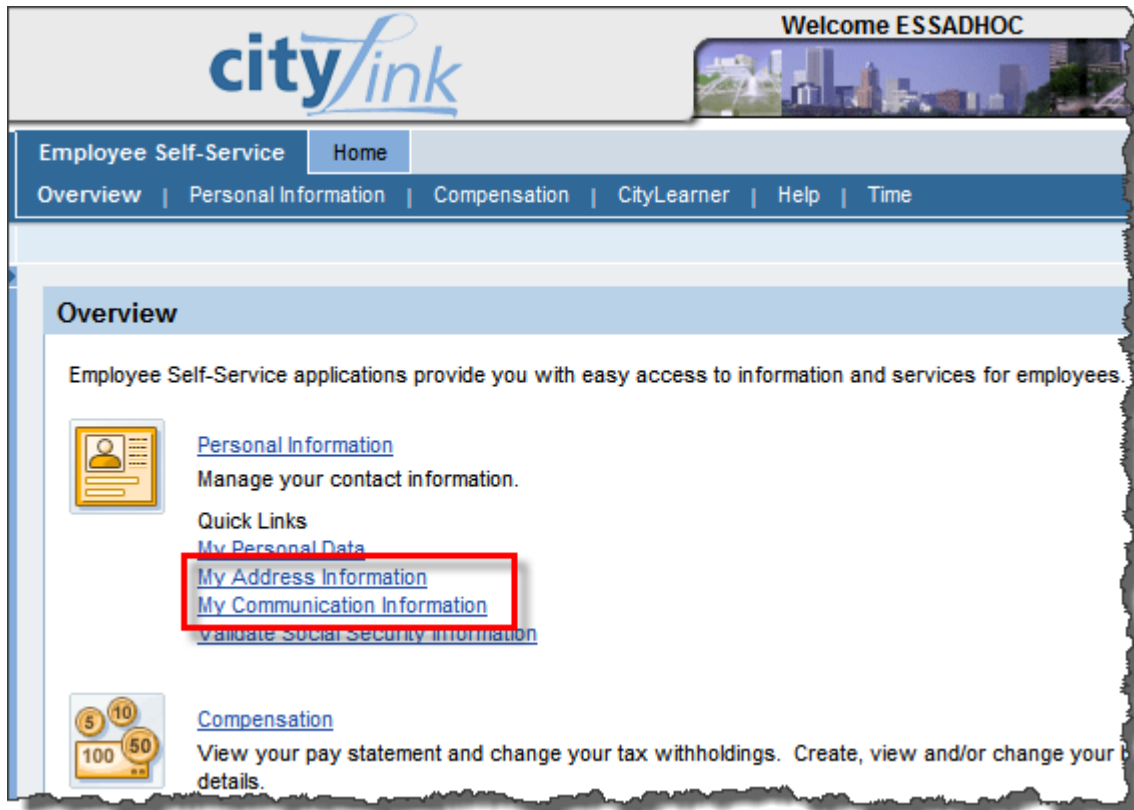 Welcome ESSADHOC
citylink
Employee Self-Service Home
Overview | Personal Information | Compensation | CityLearner | Help | Time
Overview
Employee Self-Service applications provide you with easy access to information and services for employees.
Personal Information
Manage your contact information.
Quick Links
My Personal Data
My Address Information
My Communication Information
Validate Social Security Information
5 10
100 50
Compensation
View your pay statement and change your tax withholdings. Create, view and/or change your
details.